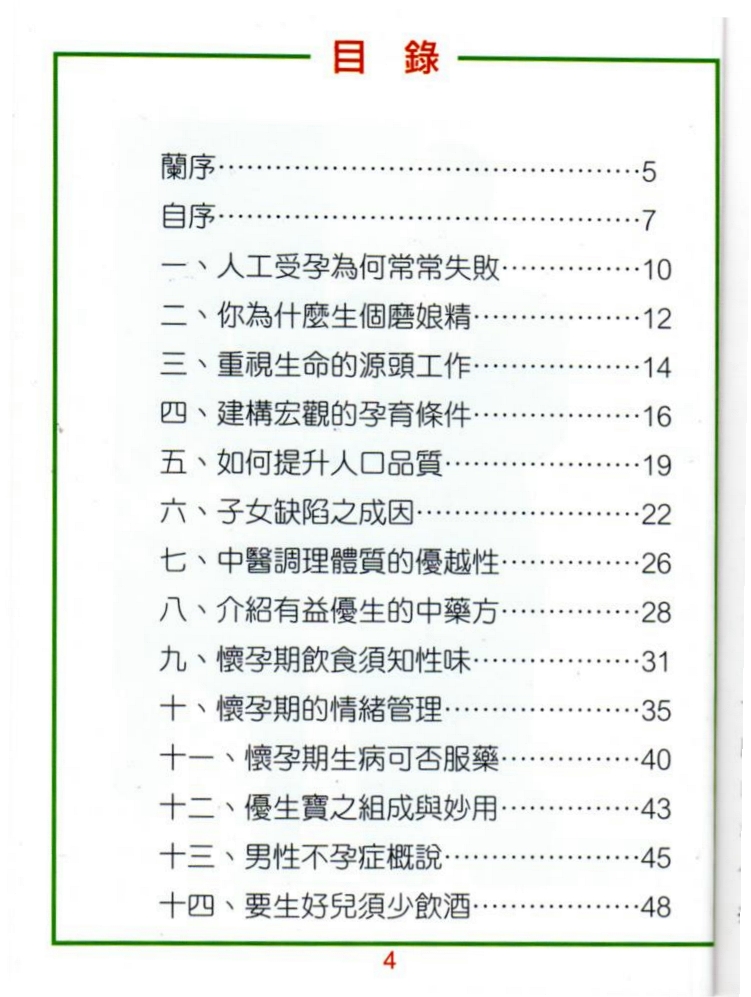 目錄
蘭序⋯⋯⋯⋯⋯⋯⋯⋯⋯⋯⋯⋯5
自序⋯⋯⋯⋯⋯⋯⋯⋯⋯⋯⋯⋯7
一、人工受孕為何常常失敗⋯⋯⋯⋯⋯10
二、你為什麼生個磨娘精⋯⋯⋯⋯⋯⋯12
三、重視生命的源頭工作⋯⋯⋯⋯⋯⋯14
四、建構宏觀的孕育條件⋯⋯⋯⋯⋯⋯16
五、如何提升人口品質⋯⋯⋯⋯⋯⋯⋯19
六、子女缺陷之成因⋯⋯⋯⋯⋯⋯⋯⋯22
七、中醫調理體質的優越性⋯⋯⋯⋯⋯26
八、介紹有益優生的中藥方⋯⋯⋯⋯⋯28
九、懷孕期飲食須知性味⋯⋯⋯⋯⋯⋯31
十、懷孕期的情緒管理⋯⋯⋯⋯⋯⋯⋯35
十一、懷孕期生病可否服藥⋯⋯⋯⋯⋯40
十二、優生寶之組成與妙用⋯⋯⋯⋯⋯43
十三、男性不孕症概說⋯⋯⋯⋯⋯⋯⋯45
十四、要生好兒須少飲酒⋯⋯⋯⋯⋯⋯48
4